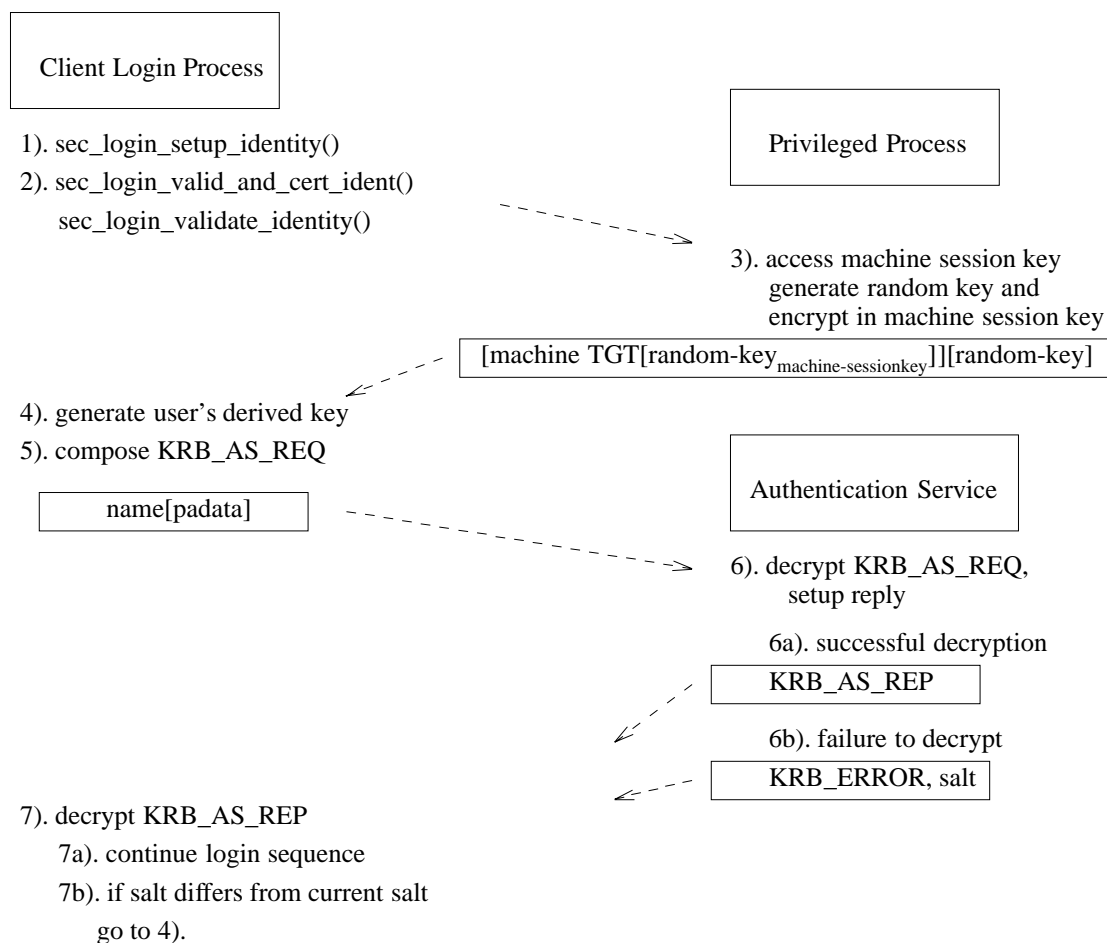 Client Login Process
Privileged Process
1). sec_login_setup_identity()
2). sec_login_valid_and_cert_ident()
sec_login_validate_identity()
3). access machine session key
generate random key and
encrypt in machine session key
[machine TGT[random-key machine-sessionkey]][random-key]
4). generate user's derived key
5). compose KRB_AS_REQ
Authentication Service
name[padata]
6). decrypt KRB_AS_REQ,
setup reply
6a). successful decryption
KRB_AS_REP
6b). failure to decrypt
KRB_ERROR, salt
7). decrypt KRB_AS_REP
7a). continue login sequence
7b). if salt differs from current salt
go to 4).